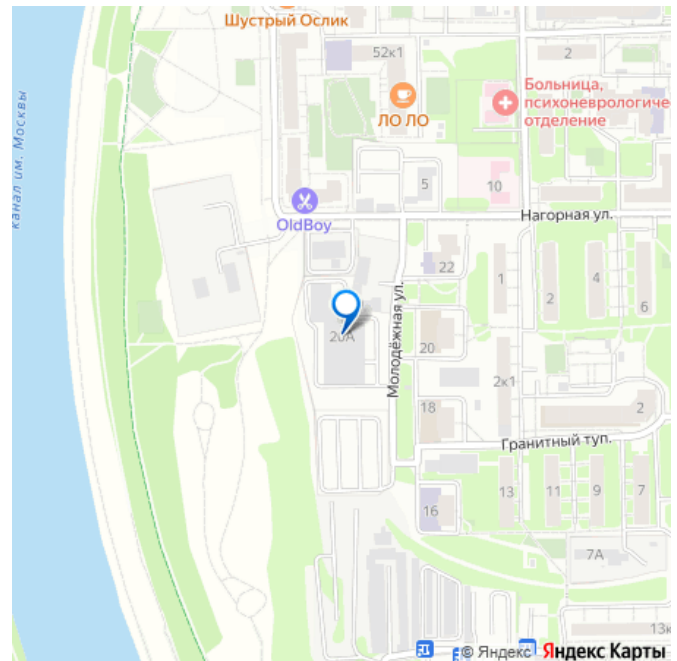 Шустрый Ослик
52к1
2
Больница,
психоневрологиче
отделение
ЛО ЛО
канал им. Москвы
5
10
Нагорная ул.
OldBoy
22
1
4
2
6
Молодёжная ул.
20А
20
2к1
18
2
Гранитный туп.
13
11
9
7
16
7А
13к
© Яндекс Яндекс Карты